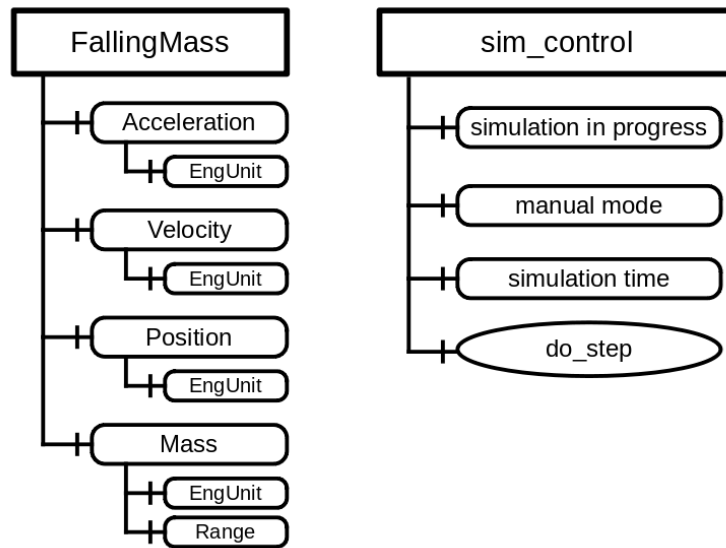 FallingMass
Acceleration
EngUnit
Velocity
EngUnit
Position
EngUnit
Mass
EngUnit
Range
sim_control
simulation in progress
manual mode
simulation time
do_step